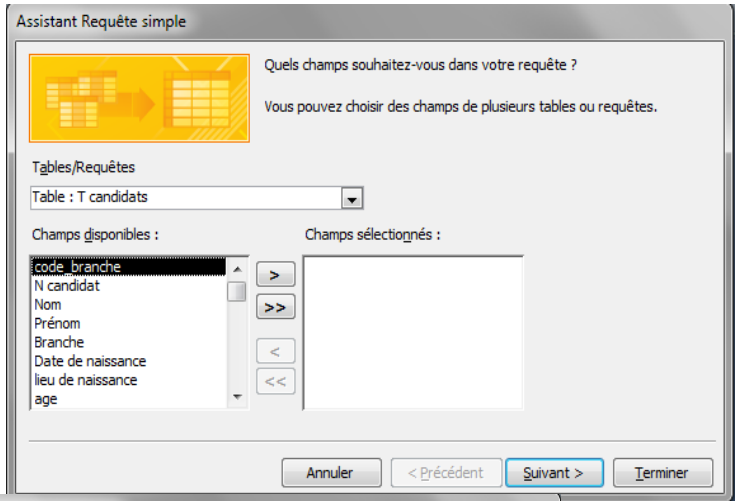 Assistant Requête simple
Quels champs souhaitez-vous dans votre requête ?
Vous pouvez choisir des champs de plusieurs tables ou requêtes.
Tables/Requêtes
Table : T candidats
Champs disponibles :
Champs sélectionnés :
code_branche
N candidat
Nom
Prénom
Branche
Date de naissance
lieu de naissance
age
>
>>
<
<<
Annuler
< Précédent
Suivant >
Terminer